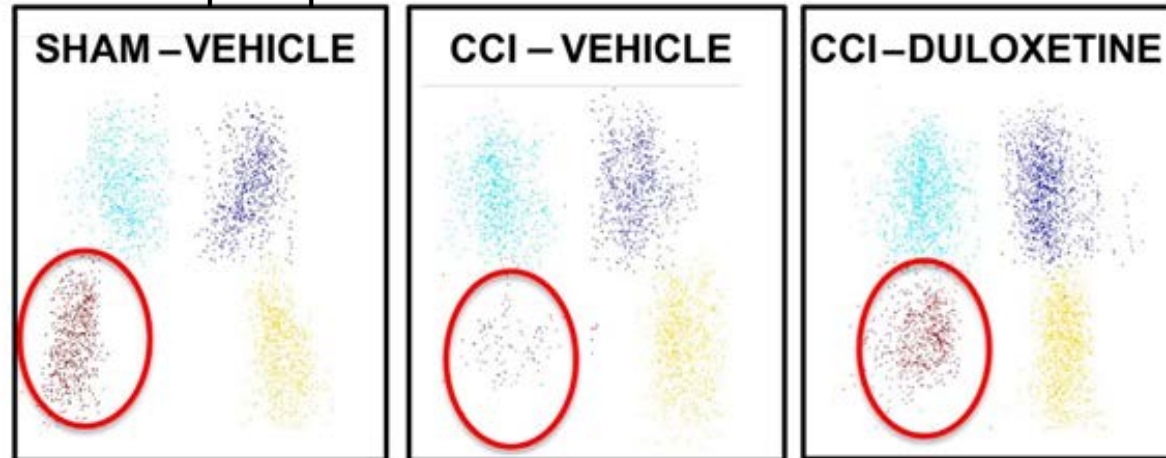 SHAM –VEHICLE
CCI – VEHICLE
CCI–DULOXETINE